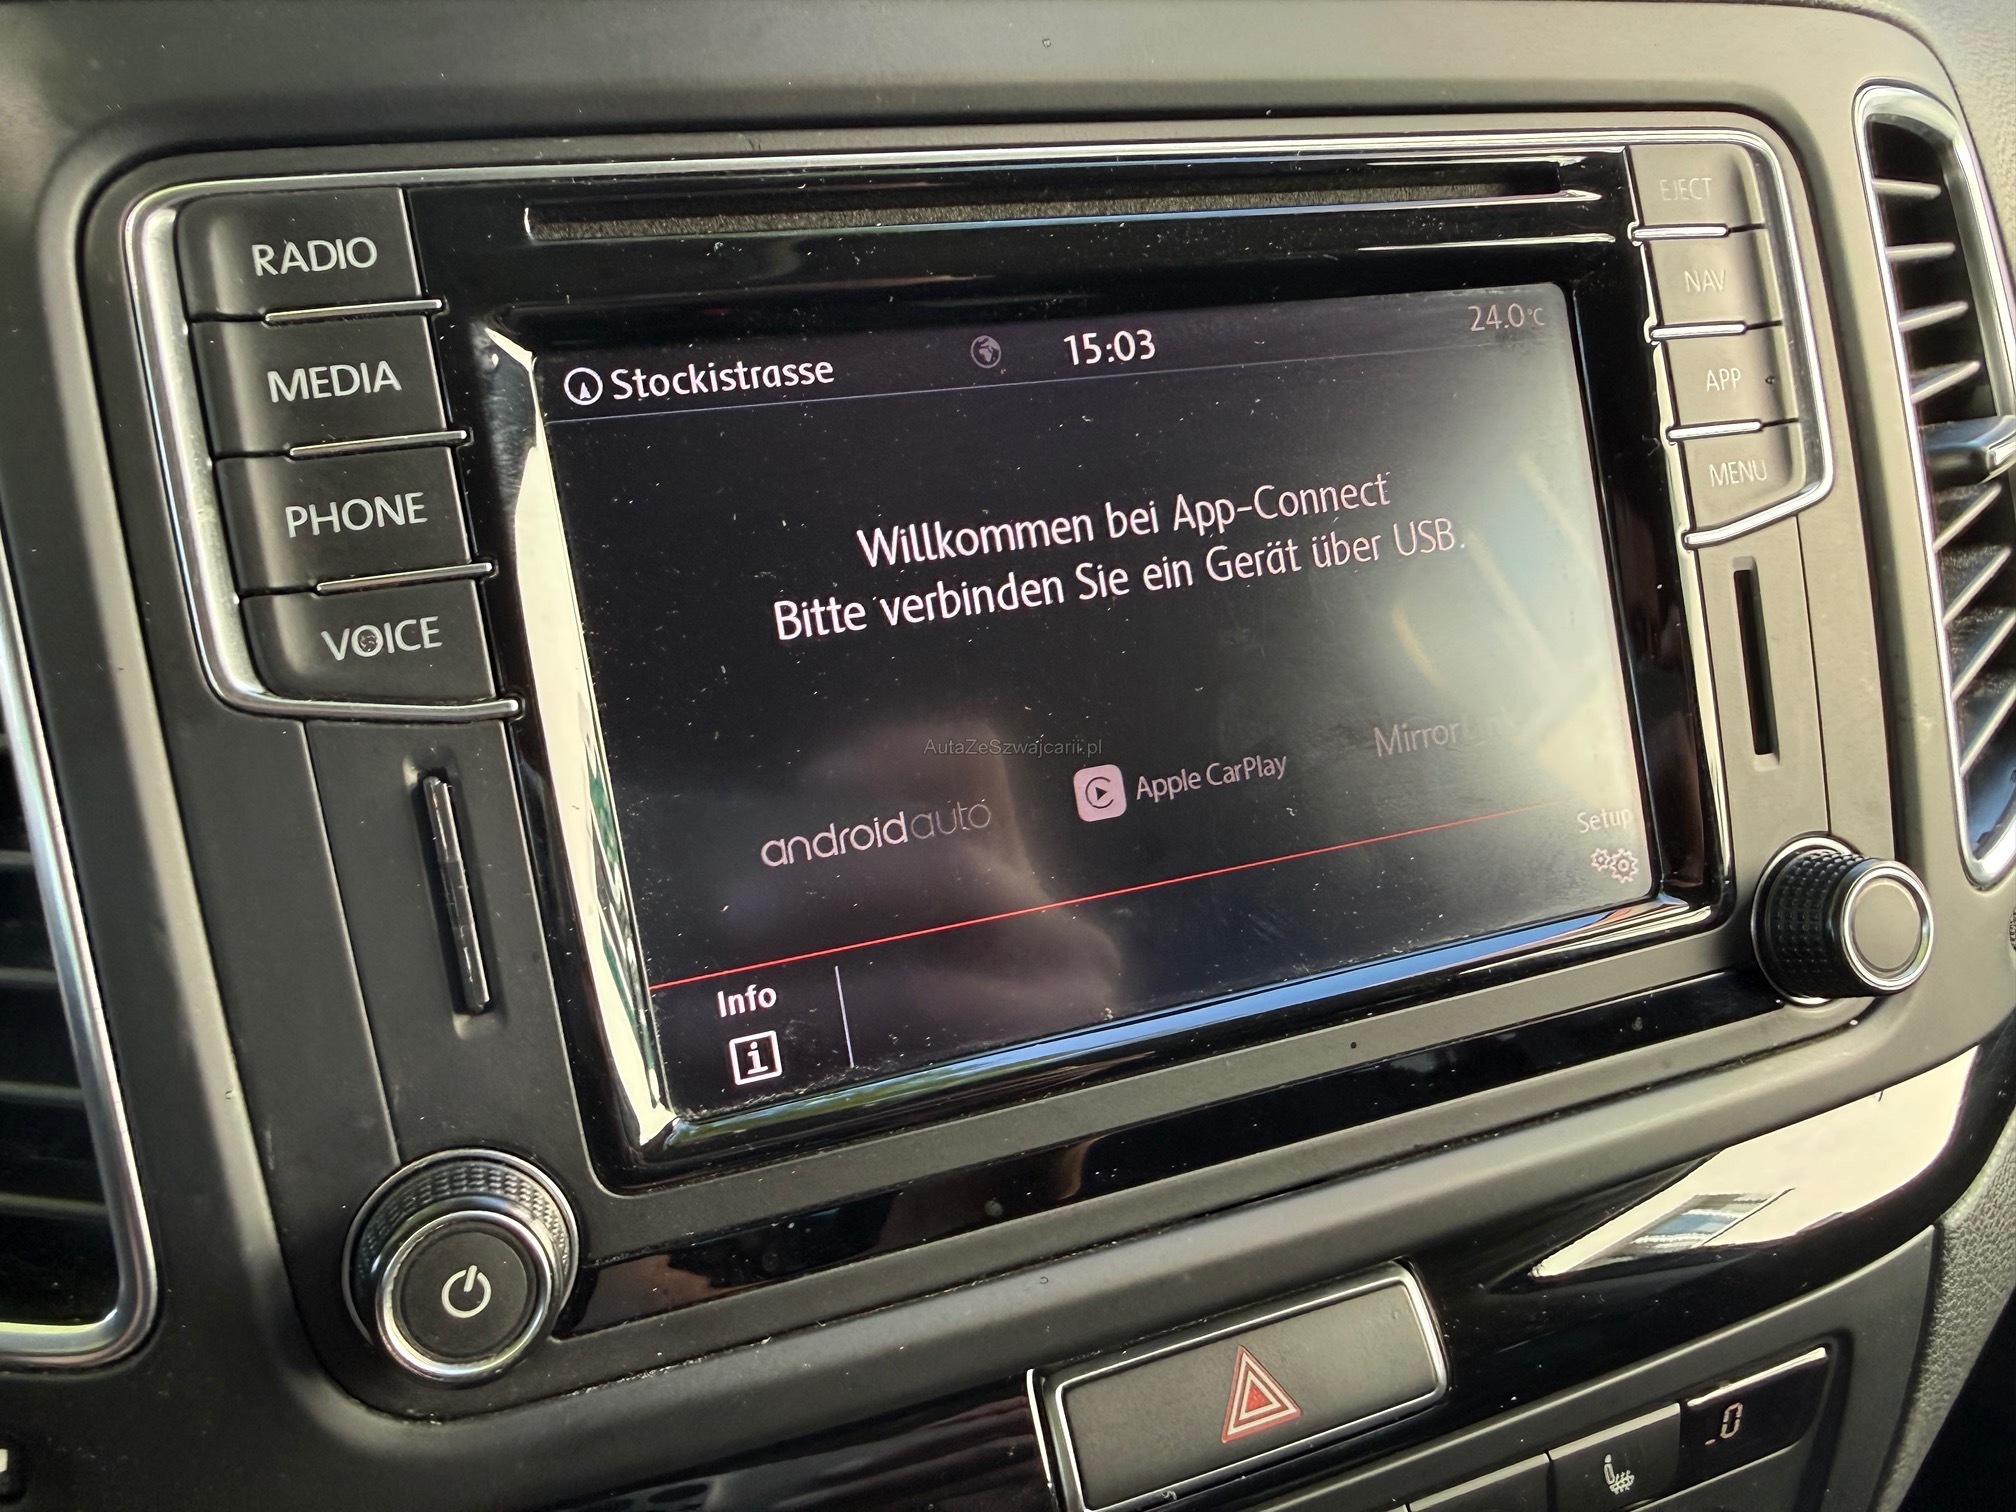 RADIO
MEDIA
PHONE
VOICE
EJECT
NAV
APP
MENU
Stockistrasse
15:03
24.0°C
Willkommen bei App-Connect
Bitte verbinden Sie ein Gerät über USB.
AutaZeSzwajcarii.pl
androidauto
Apple CarPlay
MirrorLink
Setup
Info